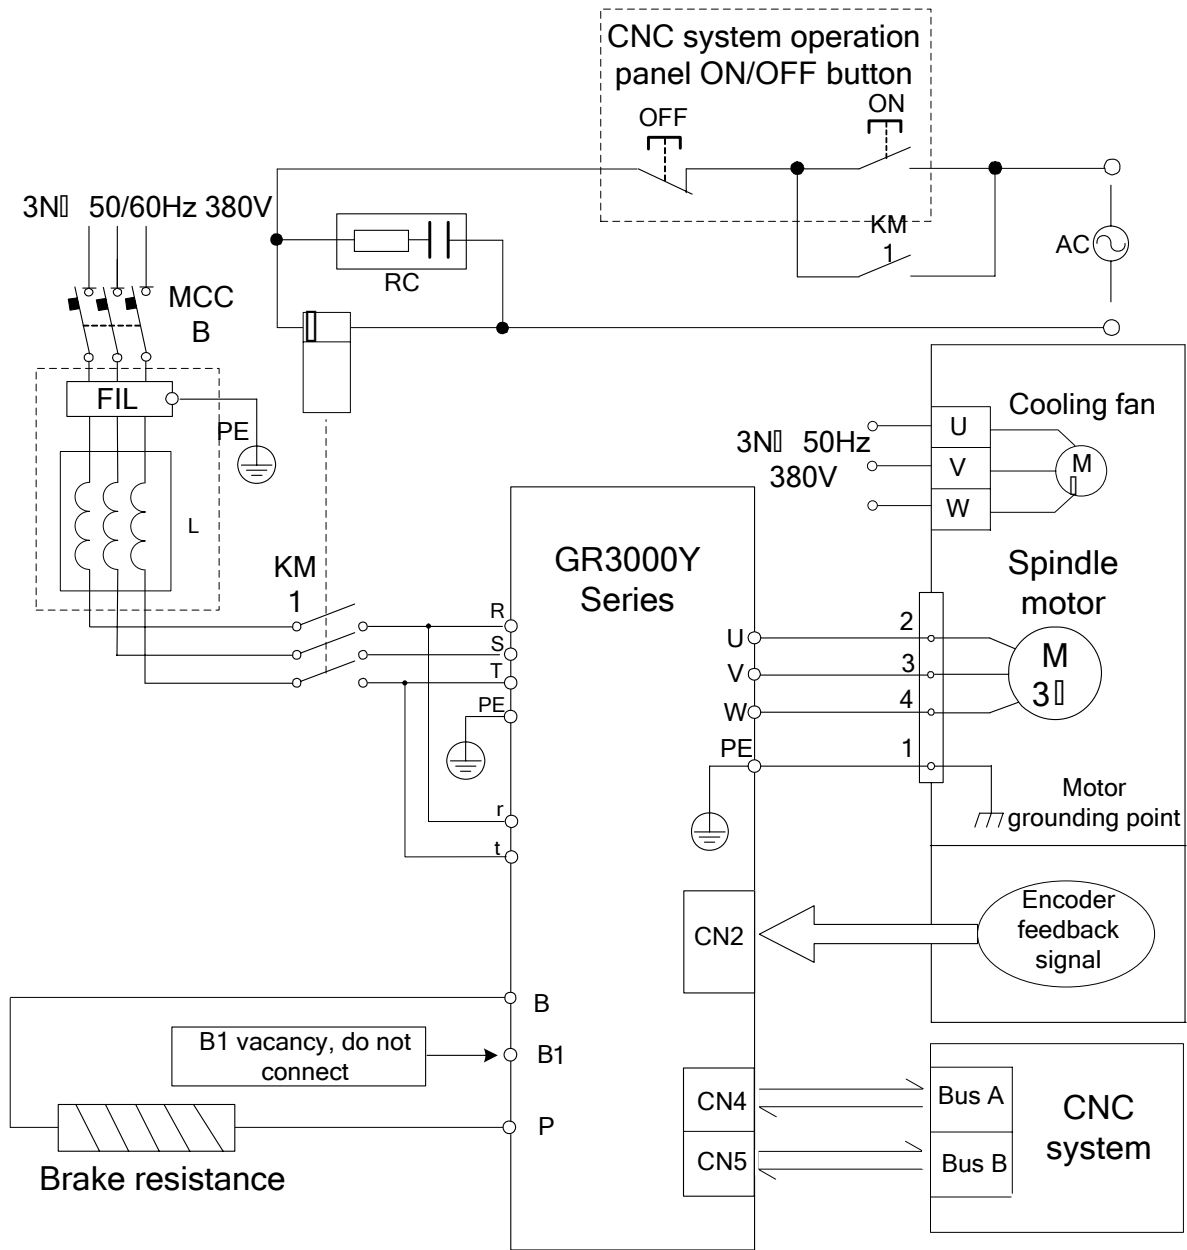 CNC system operation
panel ON/OFF button
OFF
ON
KM
1
AC
3N▯ 50/60Hz 380V
MCC
B
RC
FIL
PE
L
KM
1
Cooling fan
3N▯ 50Hz
380V
U
V
W
M
▯
GR3000Y
Series
R
S
T
PE
r
t
U
V
W
PE
2
3
4
1
Spindle
motor
M
3▯
Motor
grounding point
CN2
Encoder
feedback
signal
B
B1 vacancy, do not
connect
B1
P
Brake resistance
CN4
CN5
Bus A
Bus B
CNC
system